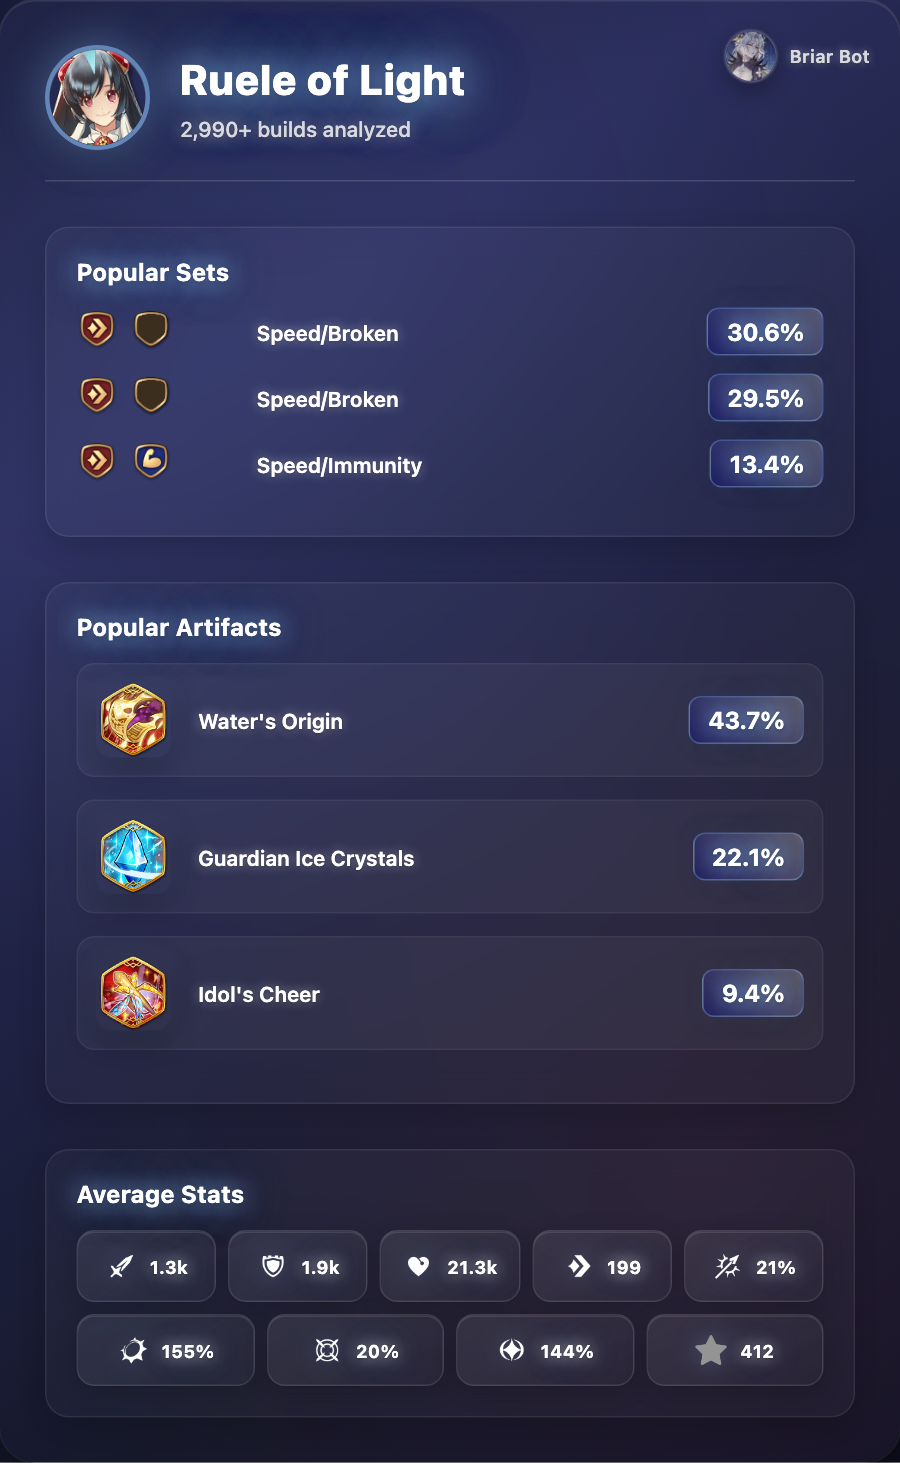 Ruele of Light
2,990+ builds analyzed
Briar Bot
Popular Sets
Speed/Broken 30.6%
Speed/Broken 29.5%
Speed/Immunity 13.4%
Popular Artifacts
Water's Origin 43.7%
Guardian Ice Crystals 22.1%
Idol's Cheer 9.4%
Average Stats
1.3k 1.9k 21.3k 199 21%
155% 20% 144% 412